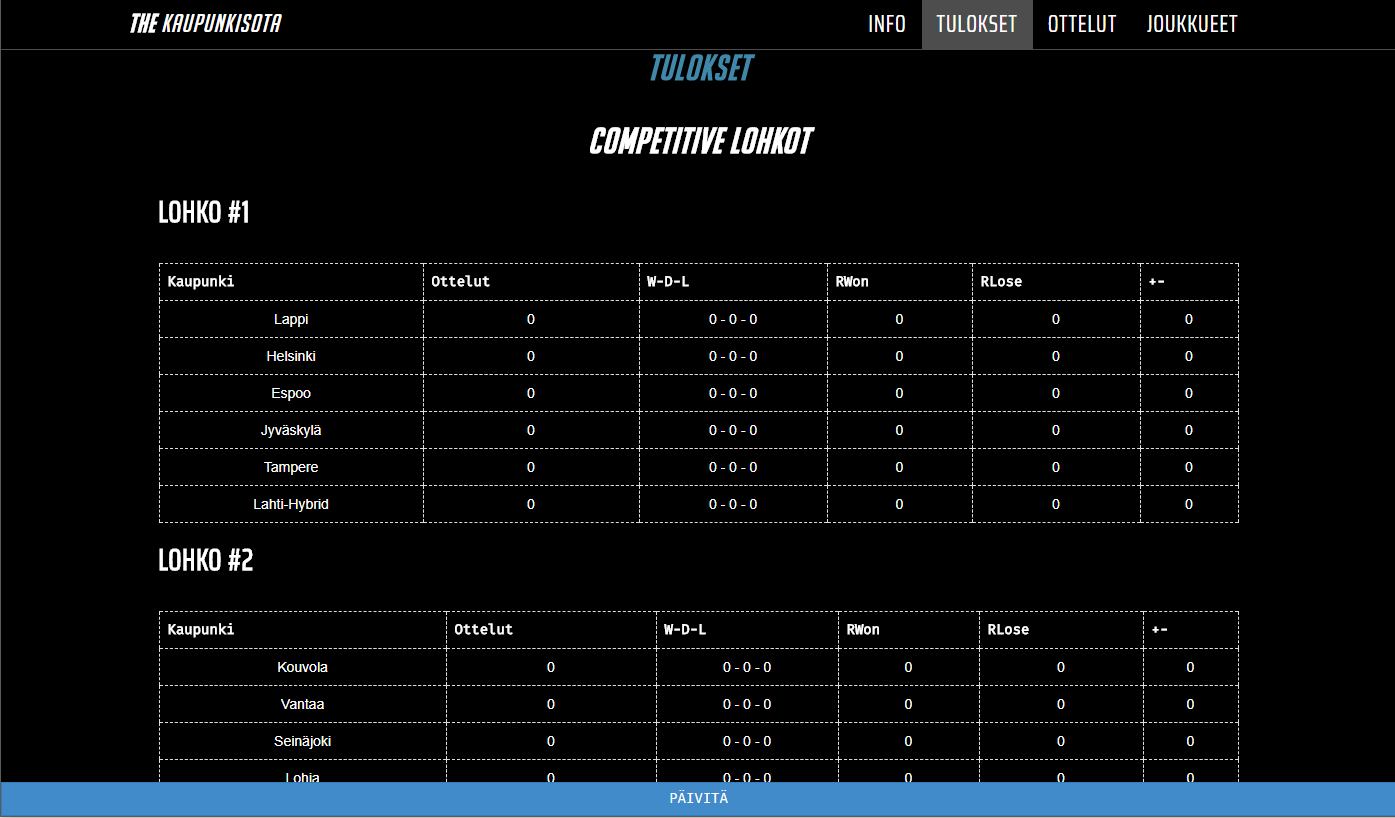 THE KAUPUNKISOTA INFO TULOKSET OTTELUT JOUKKUEET
TULOKSET
COMPETITIVE LOHKOT
LOHKO #1
Kaupunki Ottelut W-D-L RWon RLose +-
Lappi 0 0 - 0 - 0 0 0 0
Helsinki 0 0 - 0 - 0 0 0 0
Espoo 0 0 - 0 - 0 0 0 0
Jyväskylä 0 0 - 0 - 0 0 0 0
Tampere 0 0 - 0 - 0 0 0 0
Lahti-Hybrid 0 0 - 0 - 0 0 0 0
LOHKO #2
Kaupunki Ottelut W-D-L RWon RLose +-
Kouvola 0 0 - 0 - 0 0 0 0
Vantaa 0 0 - 0 - 0 0 0 0
Seinäjoki 0 0 - 0 - 0 0 0 0
Lohja 0 0 - 0 - 0 0 0 0
PÄIVITÄ